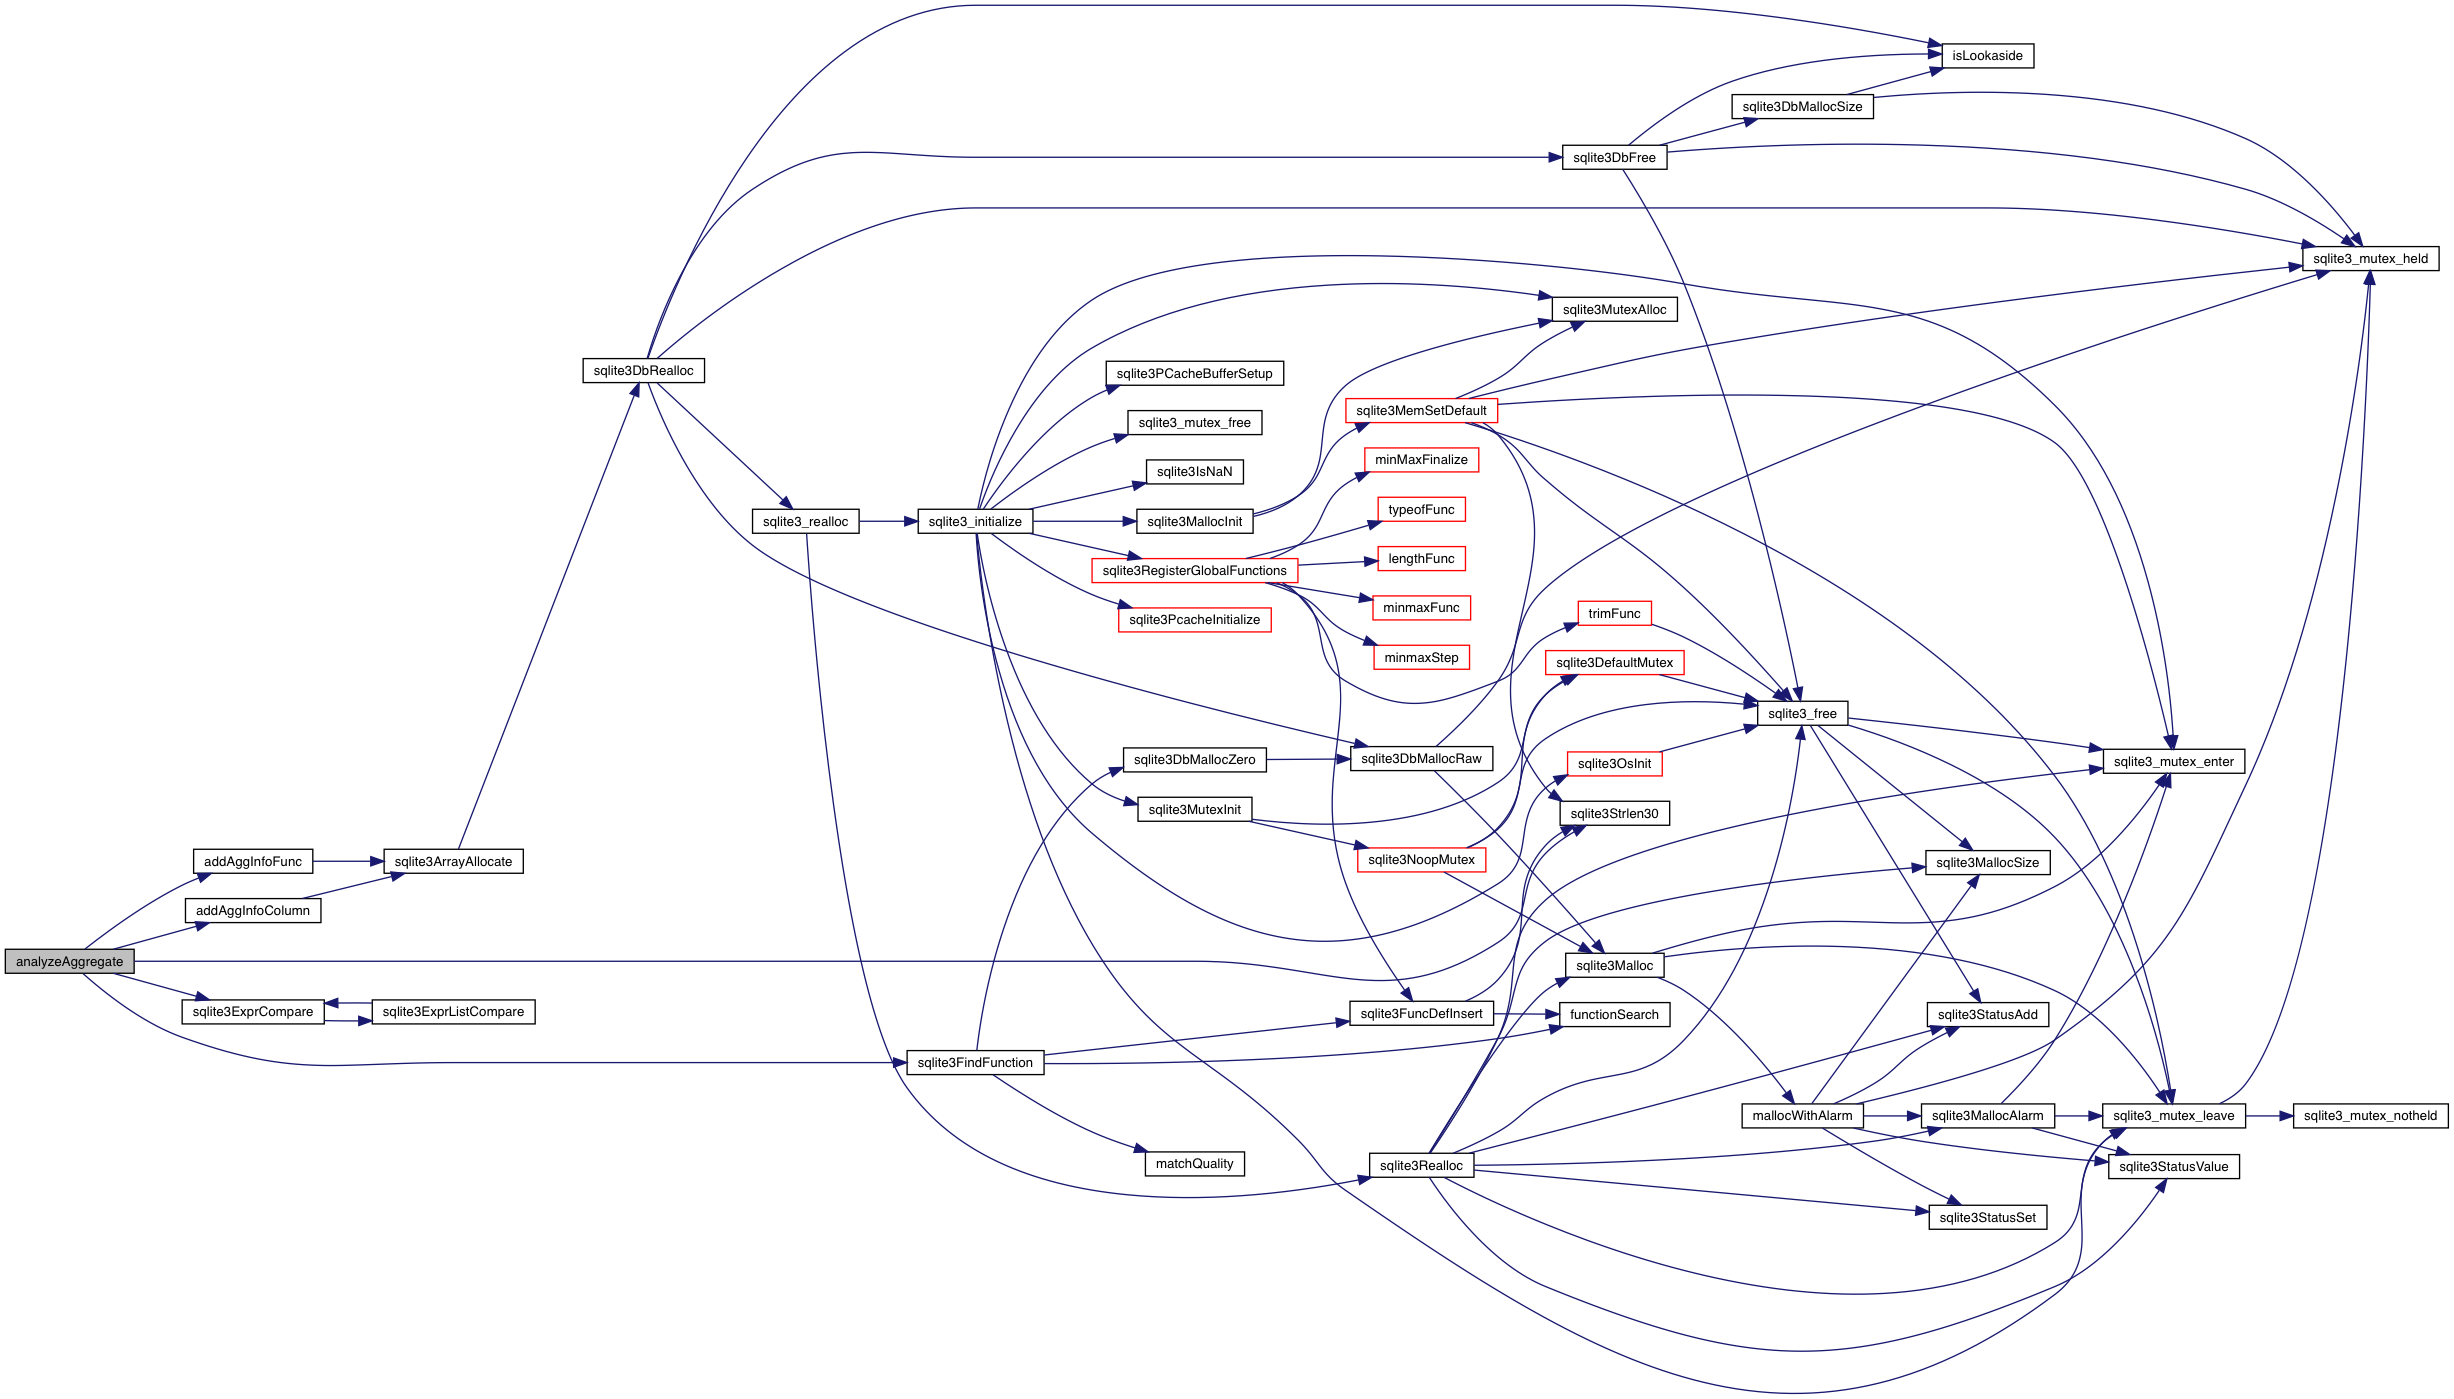 isLookaside
sqlite3DbMallocSize
sqlite3DbFree
sqlite3_mutex_held
sqlite3MutexAlloc
sqlite3DbRealloc
sqlite3PCacheBufferSetup
sqlite3MemSetDefault
sqlite3_mutex_free
minMaxFinalize
sqlite3IsNaN
typeofFunc
sqlite3_realloc
sqlite3_initialize
sqlite3MallocInit
lengthFunc
sqlite3RegisterGlobalFunctions
minmaxFunc
trimFunc
sqlite3PcacheInitialize
minmaxStep
sqlite3DefaultMutex
sqlite3_free
sqlite3DbMallocZero
sqlite3DbMallocRaw
sqlite3OsInit
sqlite3_mutex_enter
sqlite3MutexInit
sqlite3Strlen30
addAggInfoFunc
sqlite3ArrayAllocate
sqlite3NoopMutex
sqlite3MallocSize
addAggInfoColumn
analyzeAggregate
sqlite3Malloc
sqlite3ExprCompare
sqlite3ExprListCompare
sqlite3FuncDefInsert
functionSearch
sqlite3StatusAdd
sqlite3FindFunction
mallocWithAlarm
sqlite3MallocAlarm
sqlite3_mutex_leave
sqlite3_mutex_notheld
matchQuality
sqlite3Realloc
sqlite3StatusValue
sqlite3StatusSet